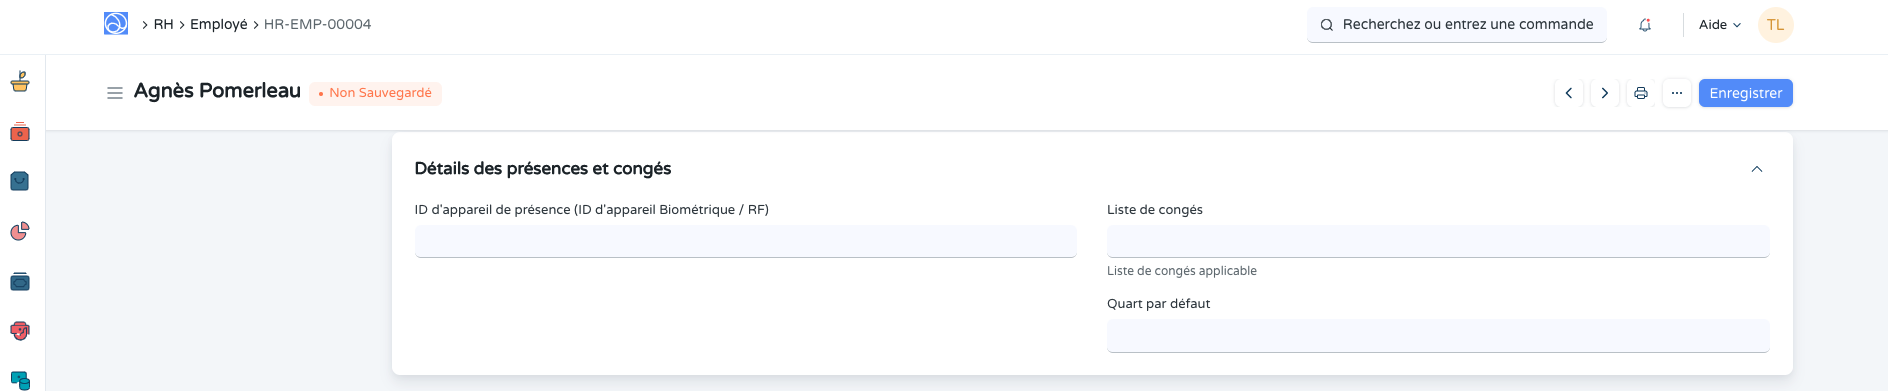 RH > Employé > HR-EMP-00004
Recherchez ou entrez une commande
Aide
TL
Agnès Pomerleau
• Non Sauvegardé
Enregistrer
Détails des présences et congés
ID d'appareil de présence (ID d'appareil Biométrique / RF)
Liste de congés
Liste de congés applicable
Quart par défaut